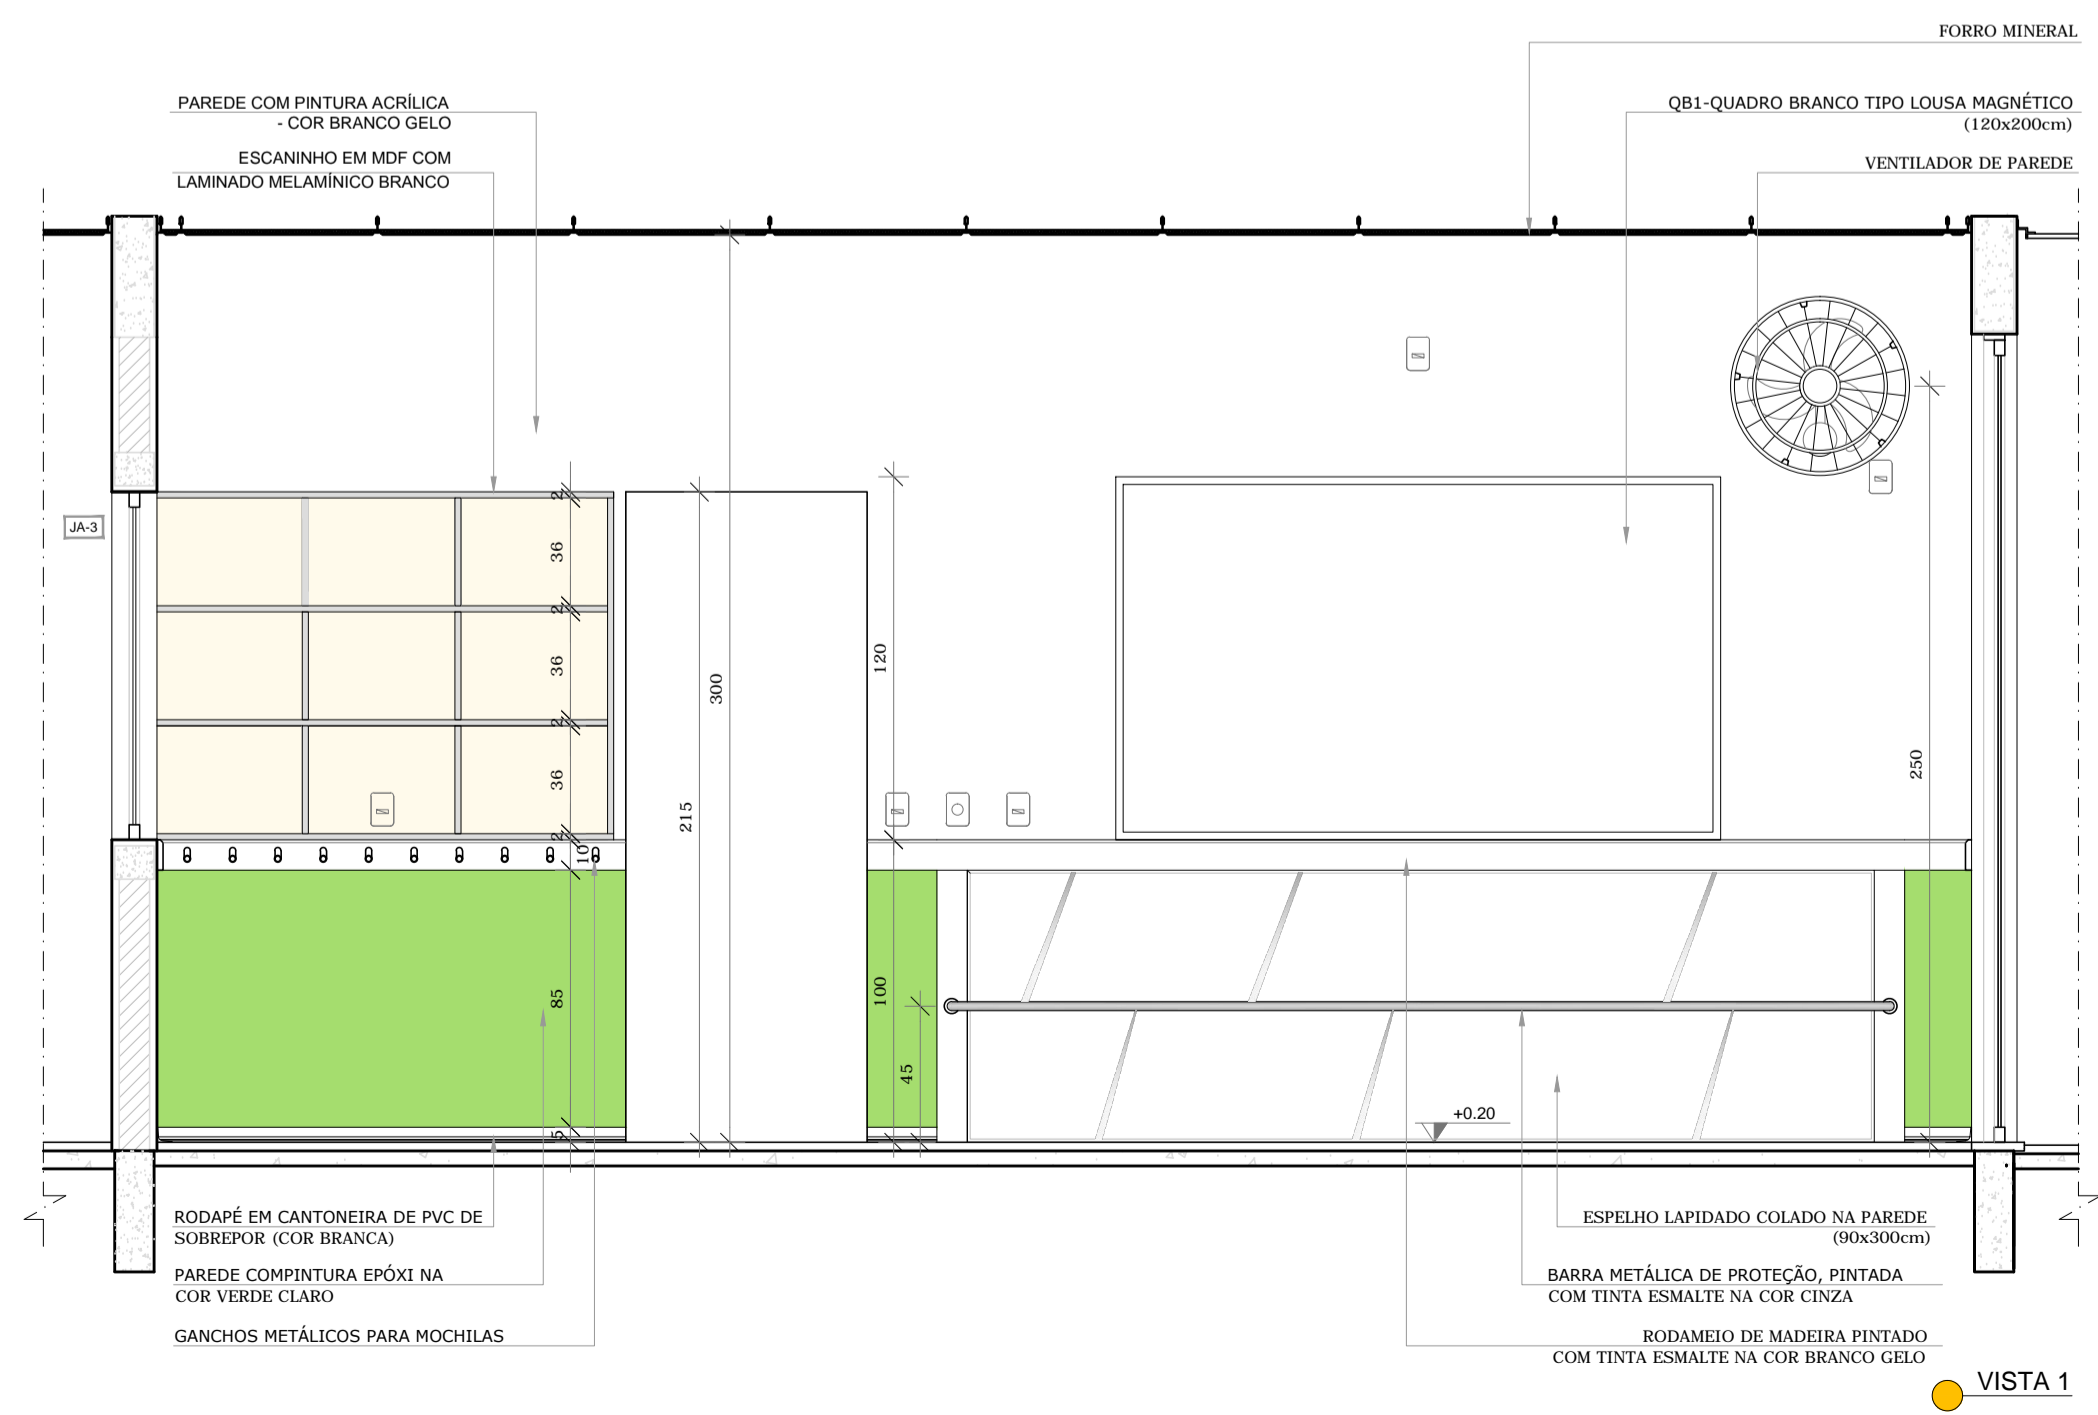 FORRO MINERAL
PAREDE COM PINTURA ACRÍLICA
- COR BRANCO GELO
QB1-QUADRO BRANCO TIPO LOUSA MAGNÉTICO
(120x200cm)
ESCANINHO EM MDF COM
LAMINADO MELAMÍNICO BRANCO
VENTILADOR DE PAREDE
JA-3
2
36
2
36
2
36
2
10
85
5
215
300
120
100
45
250
+0.20
RODAPÉ EM CANTONEIRA DE PVC DE
SOBREPOR (COR BRANCA)
PAREDE COMPINTURA EPÓXI NA
COR VERDE CLARO
GANCHOS METÁLICOS PARA MOCHILAS
ESPELHO LAPIDADO COLADO NA PAREDE
(90x300cm)
BARRA METÁLICA DE PROTEÇÃO, PINTADA
COM TINTA ESMALTE NA COR CINZA
RODAMEIO DE MADEIRA PINTADO
COM TINTA ESMALTE NA COR BRANCO GELO
VISTA 1